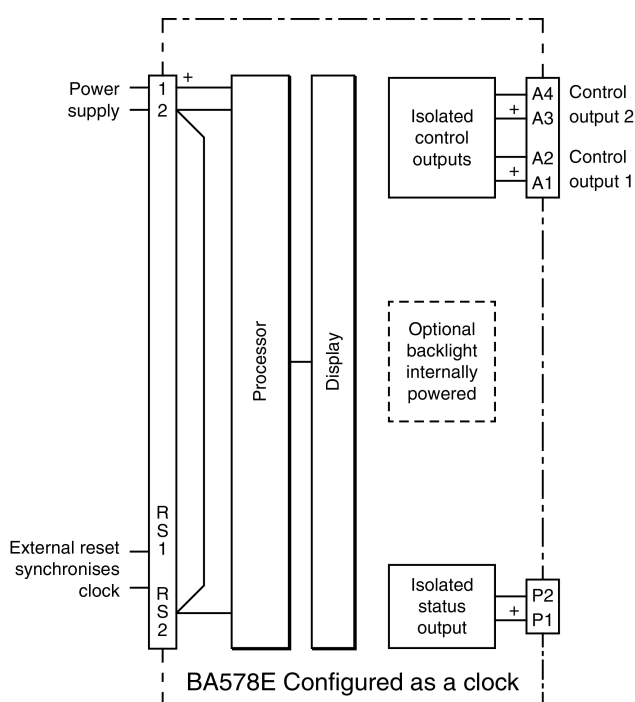 Power
supply
1
2
+
Isolated
control
outputs
+
+
A4
A3
A2
A1
Control
output 2
Control
output 1
Processor
Display
Optional
backlight
internally
powered
External reset
synchronises
clock
R
S
1
R
S
2
Isolated
status
output
+
P2
P1
BA578E Configured as a clock